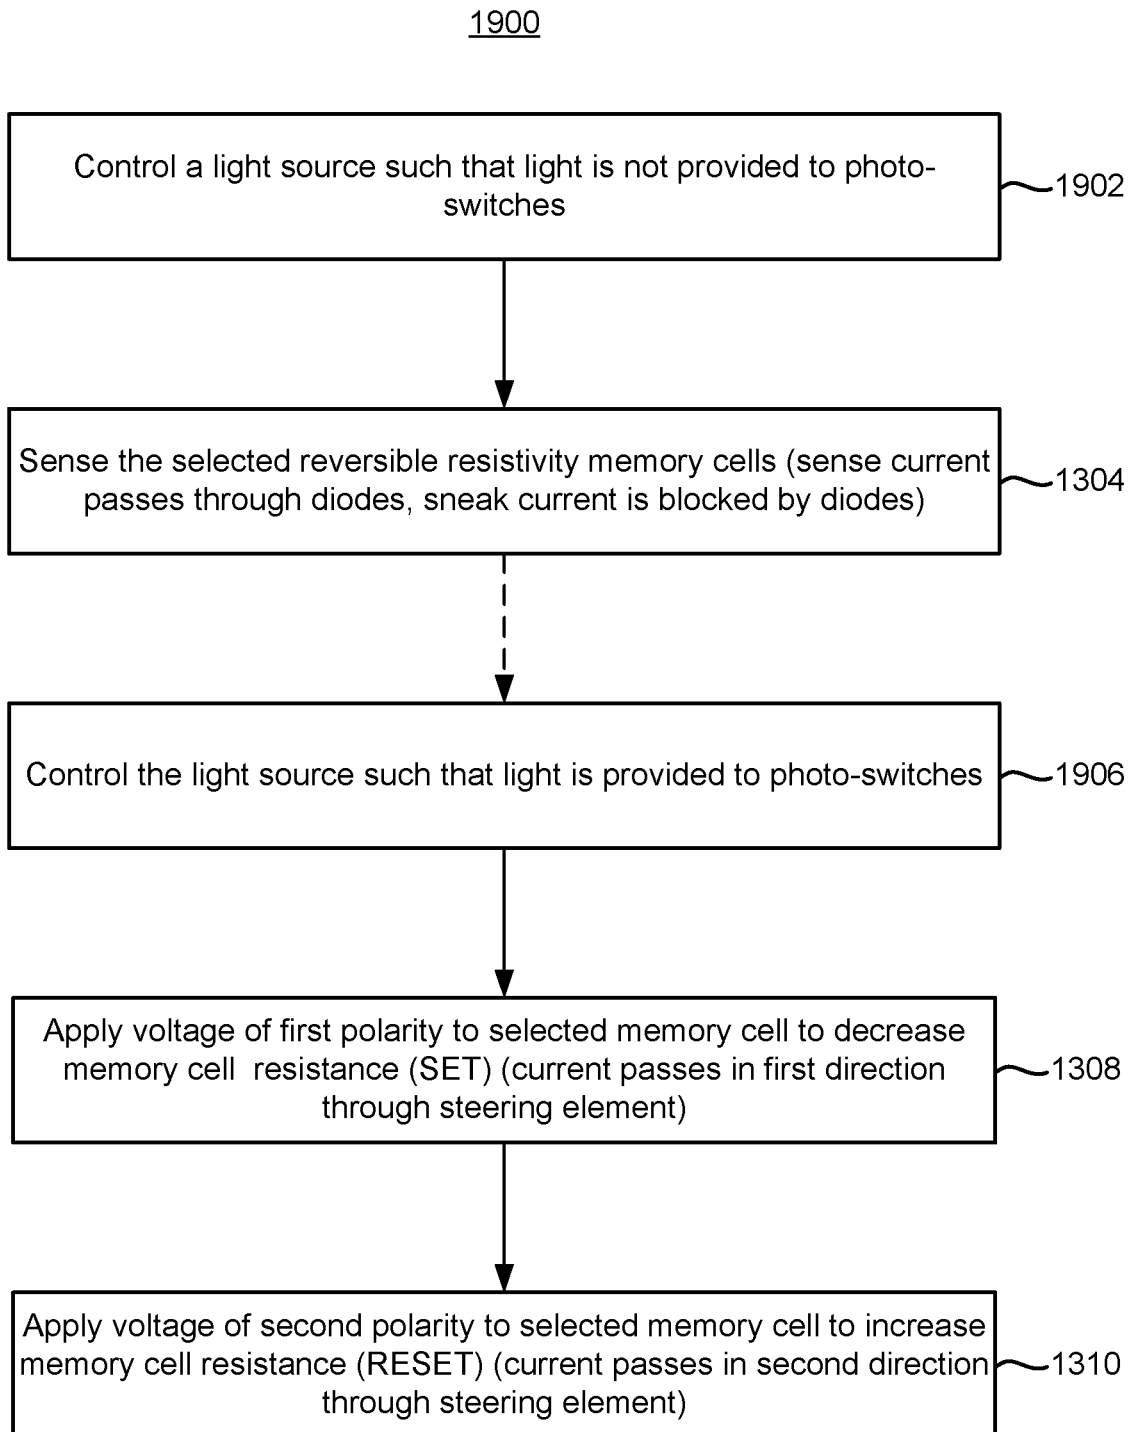 1900
Control a light source such that light is not provided to photo-
switches
1902
Sense the selected reversible resistivity memory cells (sense current
passes through diodes, sneak current is blocked by diodes)
1304
Control the light source such that light is provided to photo-switches
1906
Apply voltage of first polarity to selected memory cell to decrease
memory cell  resistance (SET) (current passes in first direction
through steering element)
1308
Apply voltage of second polarity to selected memory cell to increase
memory cell resistance (RESET) (current passes in second direction
through steering element)
1310